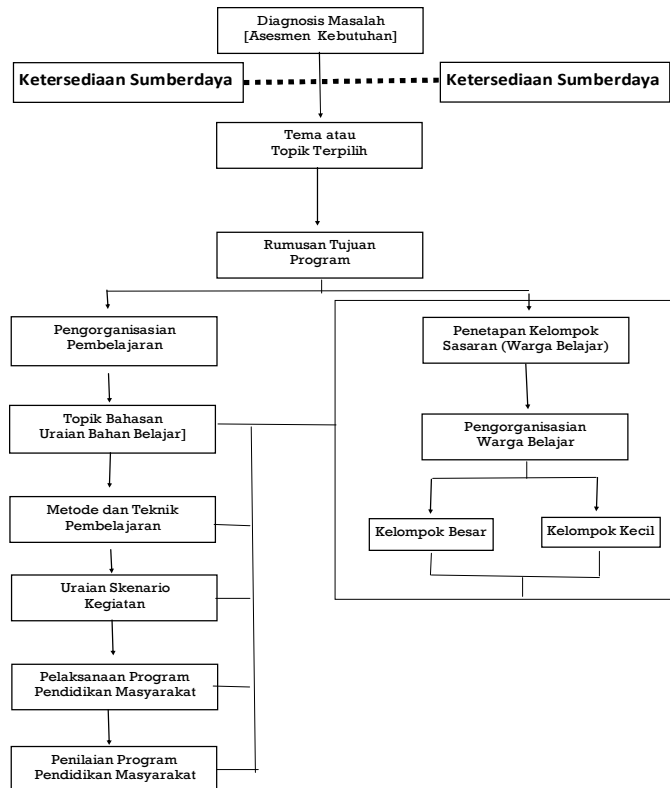 Diagnosis Masalah
[Asesmen Kebutuhan]
Ketersediaan Sumberdaya
Ketersediaan Sumberdaya
Tema atau
Topik Terpilih
Rumusan Tujuan
Program
Pengorganisasian
Pembelajaran
Penetapan Kelompok
Sasaran (Warga Belajar)
Topik Bahasan
Uraian Bahan Belajar]
Pengorganisasian
Warga Belajar
Metode dan Teknik
Pembelajaran
Kelompok Besar
Kelompok Kecil
Uraian Skenario
Kegiatan
Pelaksanaan Program
Pendidikan Masyarakat
Penilaian Program
Pendidikan Masyarakat